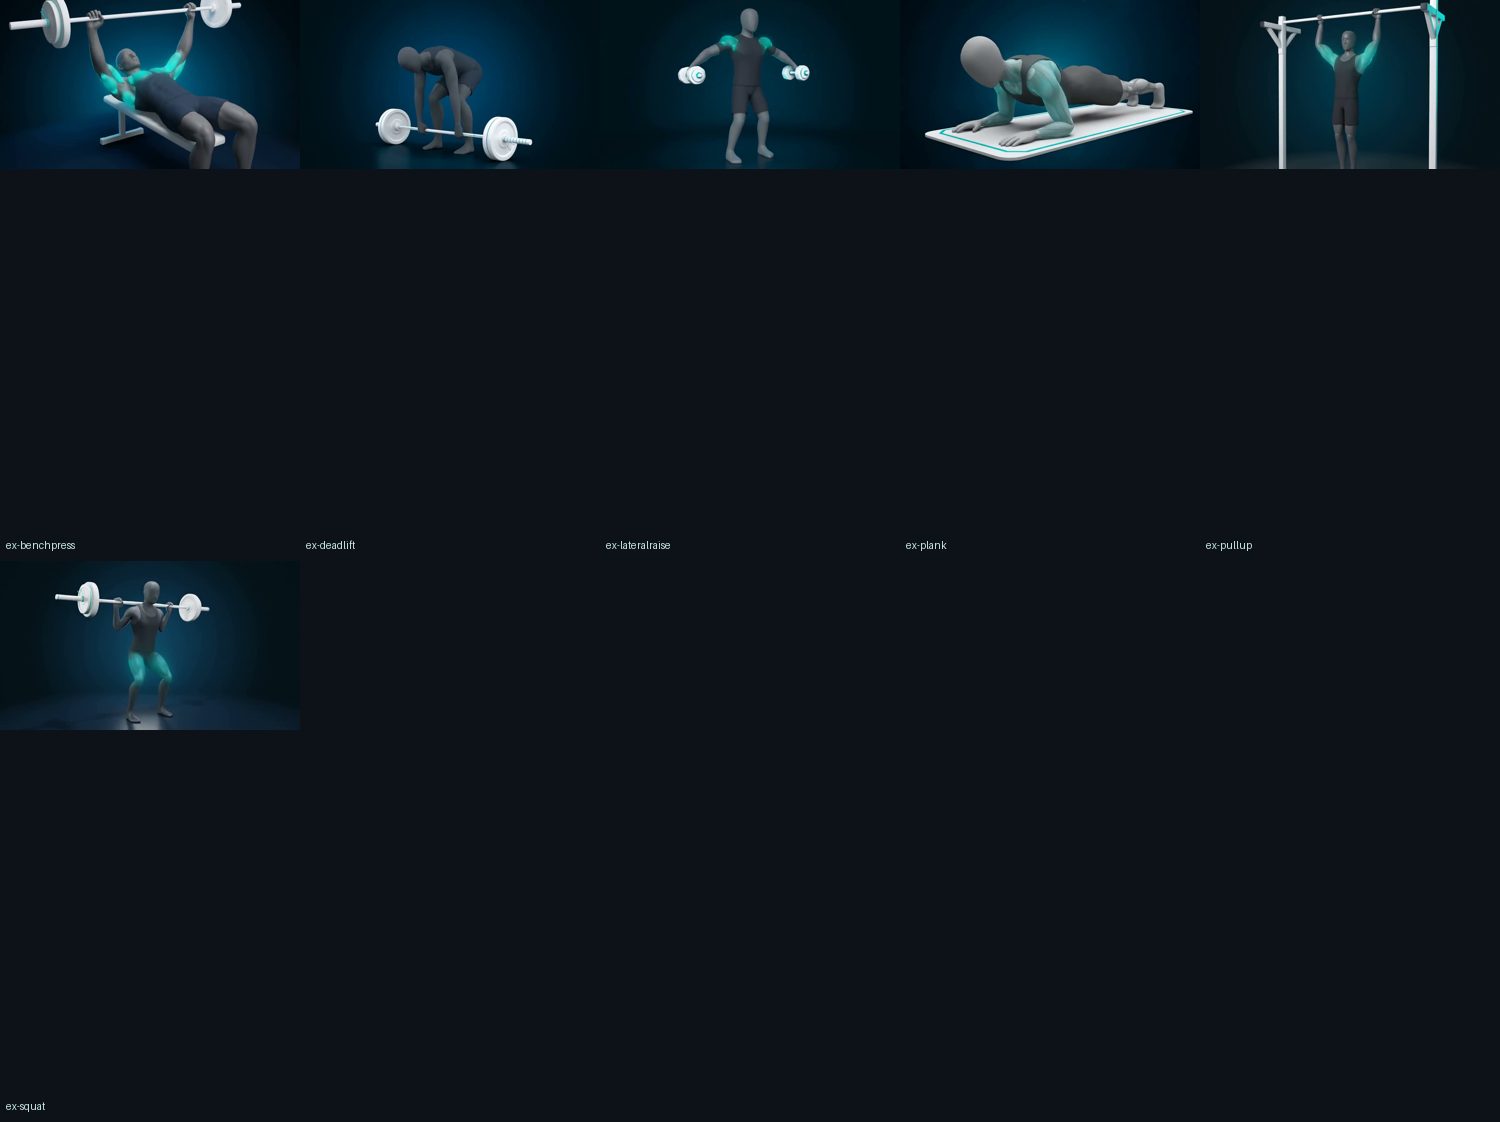 ex-benchpress
ex-deadlift
ex-lateralraise
ex-plank
ex-pullup
ex-squat